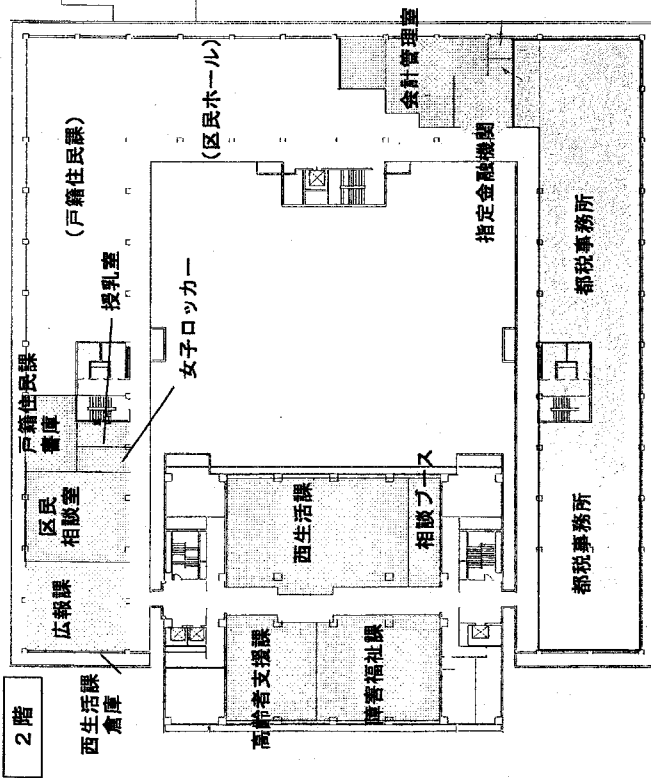 2 階
西生活課
倉庫
広報課
区民
相談室
戸籍住民課
書庫
授乳室
女子ロッカー
(戸籍住民課)
(区民ホール)
会計管理室
指定金融機関
都税事務所
都税事務所
西生活課
相談ブース
高齢者支援課
障害福祉課